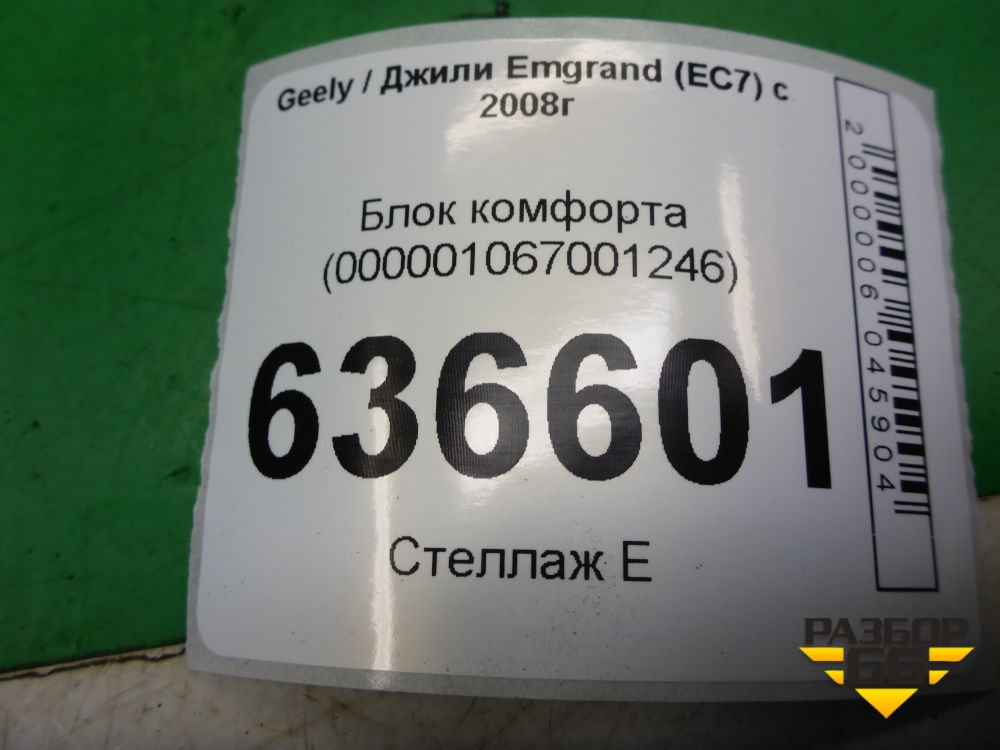 Geely / Джили Emgrand (EC7) с
2008г
Блок комфорта
(000001067001246)
636601
Стеллаж Е
2000006045904
РАЗБОР
66